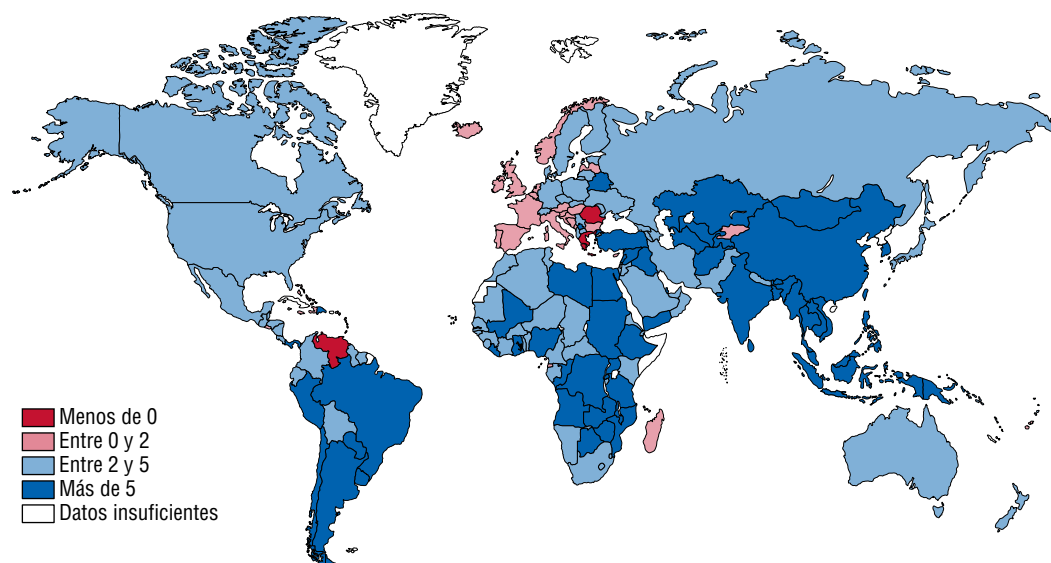 Menos de 0
Entre 0 y 2
Entre 2 y 5
Más de 5
Datos insuficientes